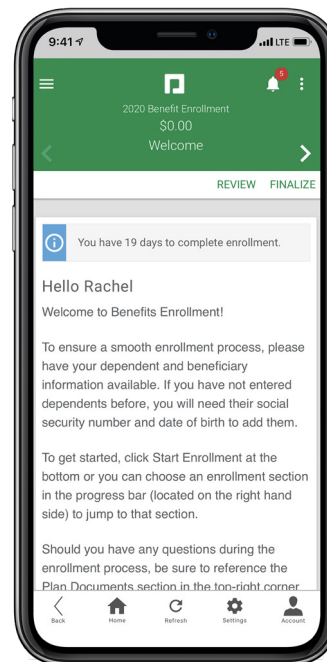 9:41
LTE
5
2020 Benefit Enrollment
$0.00
Welcome
REVIEW FINALIZE
You have 19 days to complete enrollment.
Hello Rachel
Welcome to Benefits Enrollment!
To ensure a smooth enrollment process, please
have your dependent and beneficiary
information available. If you have not entered
dependents before, you will need their social
security number and date of birth to add them.
To get started, click Start Enrollment at the
bottom or you can choose an enrollment section
in the progress bar (located on the right hand
side) to jump to that section.
Should you have any questions during the
enrollment process, be sure to reference the
Plan Documents section in the top-right corner
Back Home Refresh Settings Account